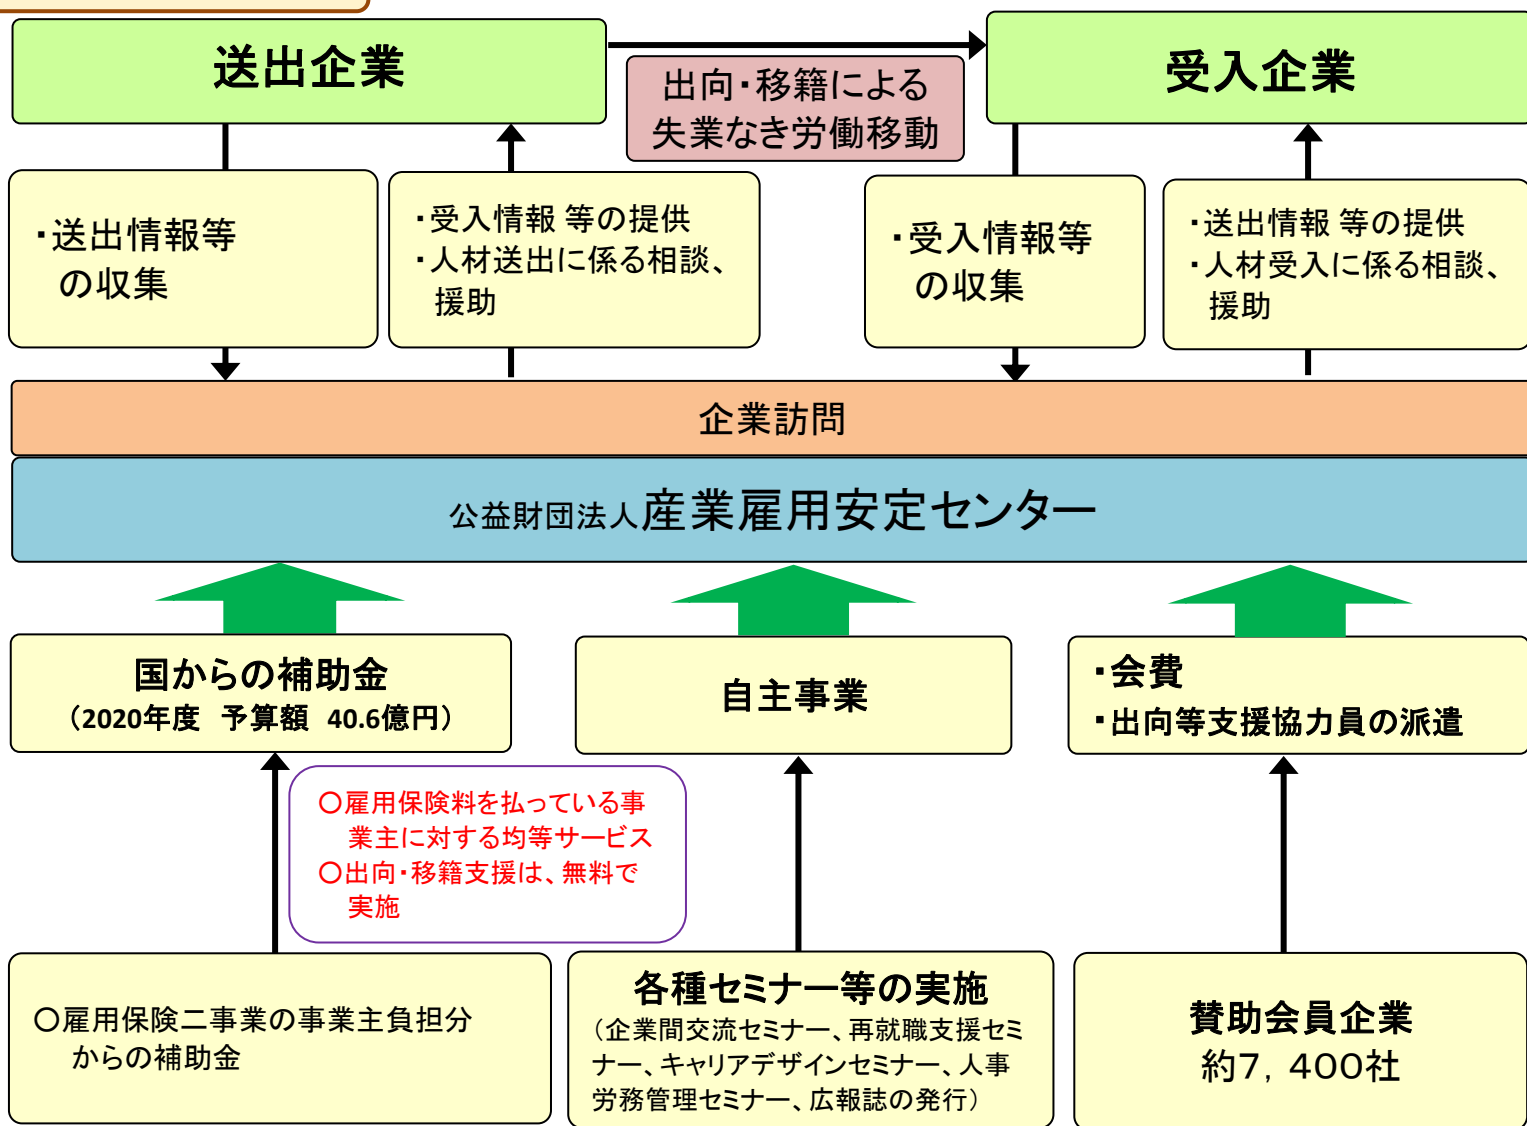 送出企業
出向・移籍による
失業なき労働移動
受入企業
・送出情報等
の収集
・受入情報 等の提供
・人材送出に係る相談、
援助
・受入情報等
の収集
・送出情報 等の提供
・人材受入に係る相談、
援助
企業訪問
公益財団法人産業雇用安定センター
国からの補助金
（2020年度　予算額　40.6億円）
自主事業
・会費
・出向等支援協力員の派遣
○雇用保険料を払っている事
業主に対する均等サービス
○出向・移籍支援は、無料で
実施
○雇用保険二事業の事業主負担分
からの補助金
各種セミナー等の実施
（企業間交流セミナー、再就職支援セミ
ナー、キャリアデザインセミナー、人事
労務管理セミナー、広報誌の発行）
賛助会員企業
約７，４００社